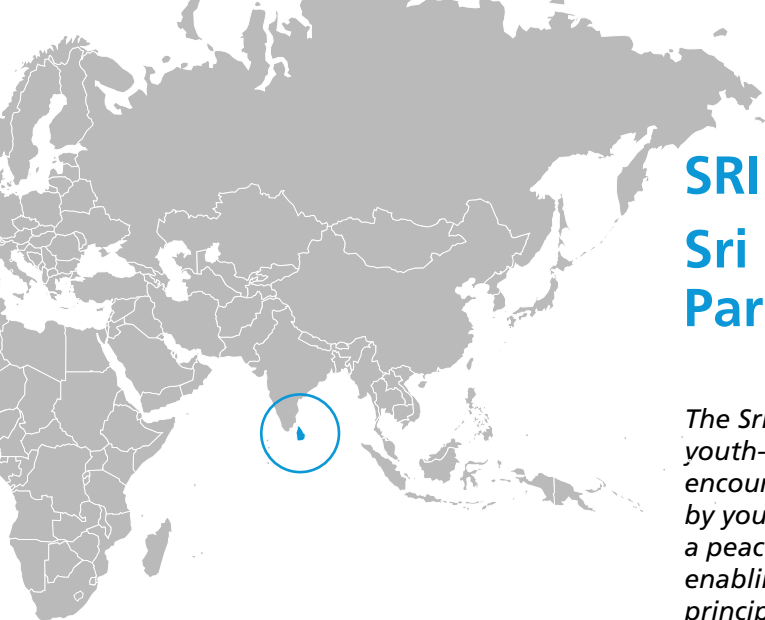 SRI
Sri
Par
The Sri
youth-
encour
by you
a peac
enablin
princip